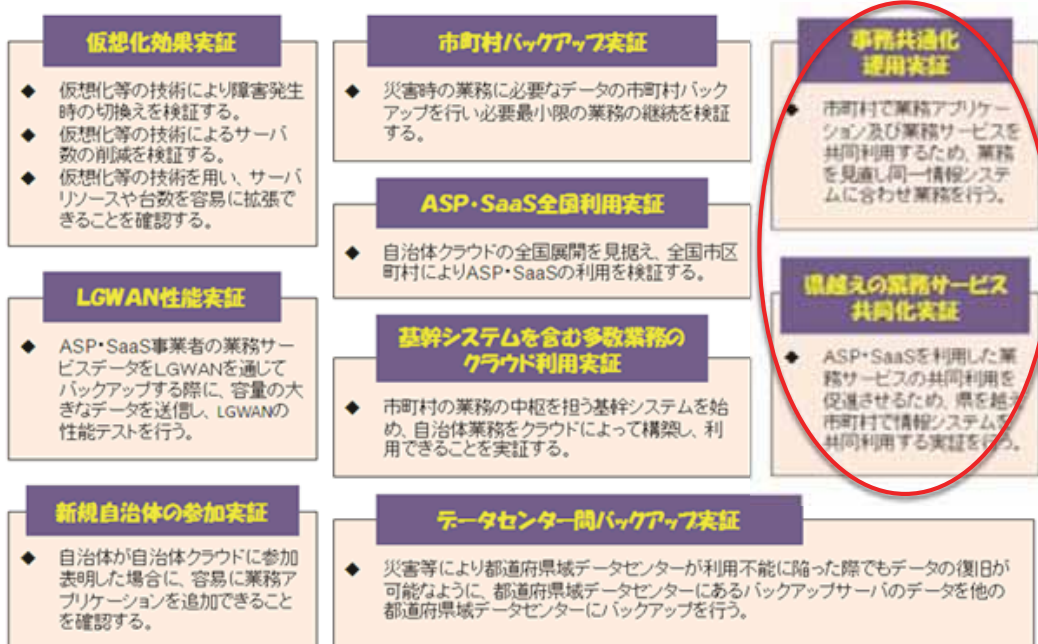 仮想化効果実証
◆ 仮想化等の技術により障害発生
時の切換えを検証する。
◆ 仮想化等の技術によるサーバ
数の削減を検証する。
◆ 仮想化等の技術を用い、サーバ
リソースや台数を容易に拡張で
きることを確認する。
LGWAN性能実証
◆ ASP・SaaS事業者の業務サー
ビスデータをLGWANを通じて
バックアップする際に、容量の大
きなデータを送信し、LGWANの
性能テストを行う。
新規自治体の参加実証
◆ 自治体が自治体クラウドに参加
表明した場合に、容易に業務ア
プリケーションを追加できること
を確認する。
市町村バックアップ実証
◆ 災害時の業務に必要なデータの市町村バック
アップを行い必要最小限の業務の継続を検証
する。
ASP・SaaS全国利用実証
◆ 自治体クラウドの全国展開を見据え、全国市区
町村によりASP・SaaSの利用を検証する。
基幹システムを含む多数業務の
クラウド利用実証
◆ 市町村の業務の中枢を担う基幹システムを始
め、自治体業務をクラウドによって構築し、利
用できることを実証する。
データセンター間バックアップ実証
◆ 災害等により都道府県域データセンターが利用不能に陥った際でもデータの復旧が
可能なように、都道府県域データセンターにあるバックアップサーバのデータを他の
都道府県域データセンターにバックアップを行う。
事務共通化
運用実証
◆ 市町村で業務アプリケー
ション及び業務サービスを
共同利用するため、業務
を見直し同一情報システ
ムに合わせ業務を行う。
県越えの業務サービス
共同化実証
◆ ASP・SaaSを利用した業
務サービスの共同利用を
促進させるため、県を越え
市町村で情報システムを
共同利用する実証を行う。